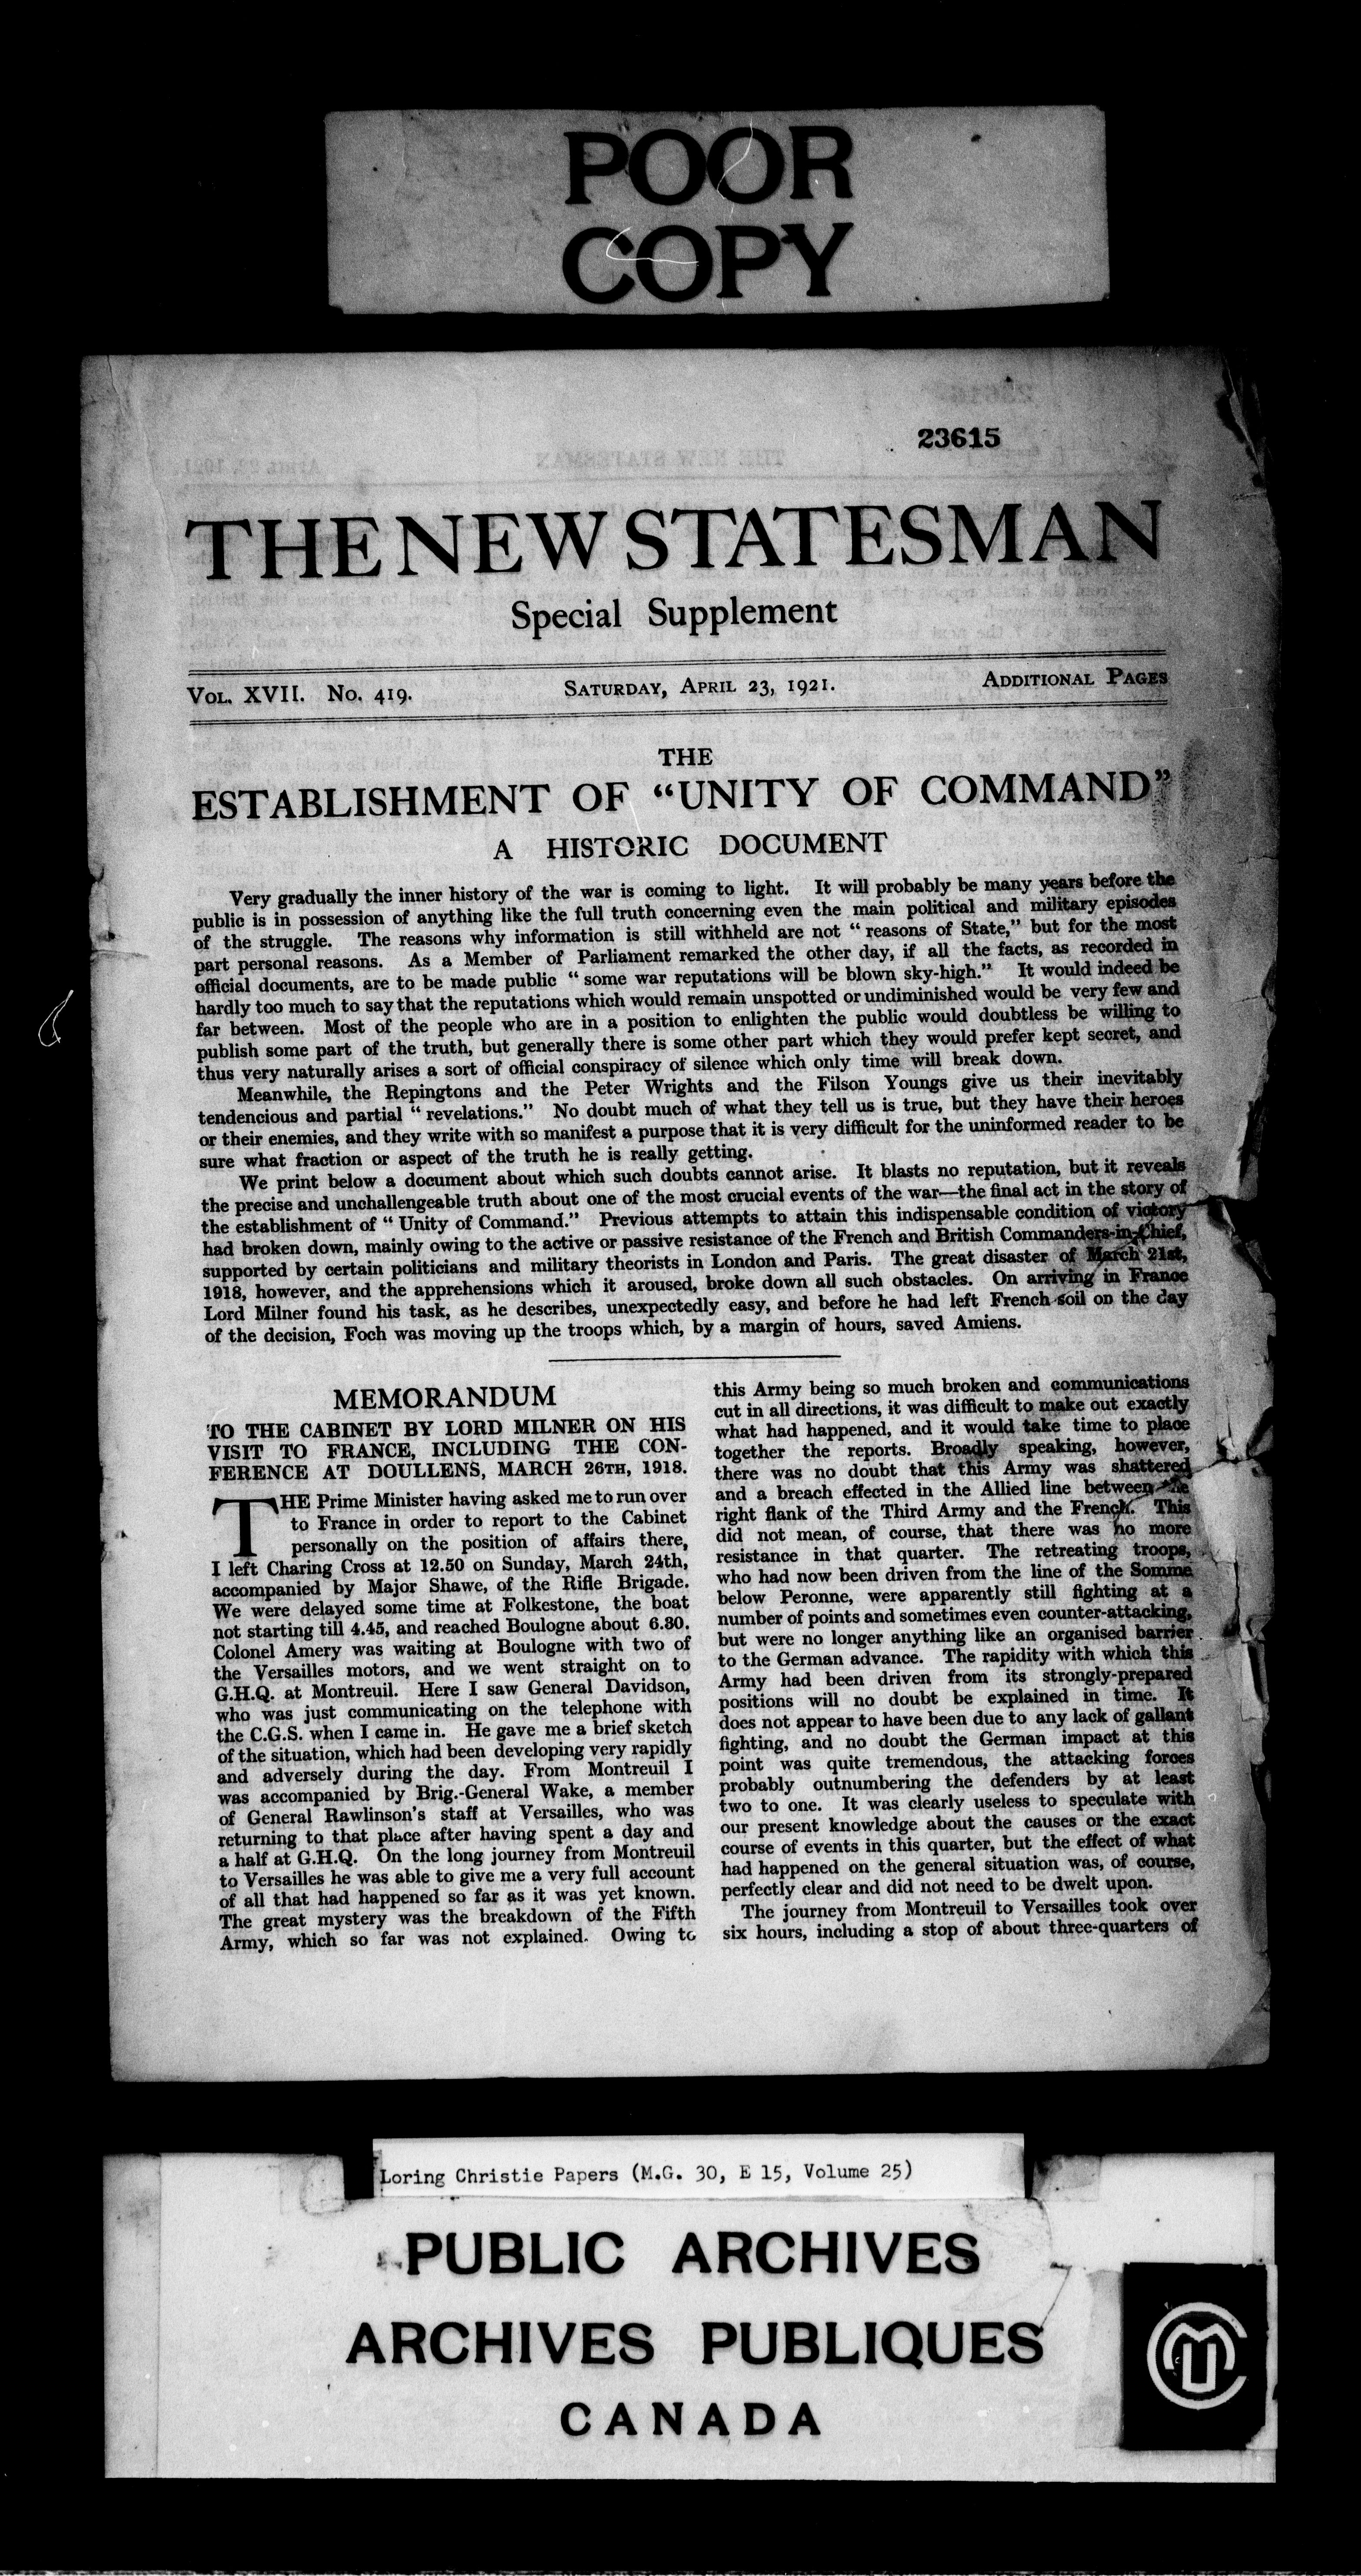 POOR
COPY
23615
THE NEW STATESMAN
Special Supplement
VOL. XVII. No. 419.
SATURDAY, APRIL 23, 1921.
ADDITIONAL PAGES
THE
ESTABLISHMENT OF "UNITY OF COMMAND"
A HISTORIC DOCUMENT
Very gradually the inner history of the war is coming to light. It will probably be many years before the
public is in possession of anything like the full truth concerning even the main political and military episodes
of the struggle. The reasons why information is still withheld are not "reasons of State," but for the most
part personal reasons. As a Member of Parliament remarked the other day, if all the facts, as recorded in
official documents, are to be made public "some war reputations will be blown sky-high." It would indeed be
hardly too much to say that the reputations which would remain unspotted or undiminished would be very few and
far between. Most of the people who are in a position to enlighten the public would doubtless be willing to
publish some part of the truth, but generally there is some other part which they would prefer kept secret, and
thus very naturally arises a sort of official conspiracy of silence which only time will break down.
Meanwhile, the Repingtons and the Peter Wrights and the Filson Youngs give us their inevitably
tendencious and partial "revelations." No doubt much of what they tell us is true, but they have their heroes
or their enemies, and they write with so manifest a purpose that it is very difficult for the uninformed reader to be
sure what fraction or aspect of the truth he is really getting.
We print below a document about which such doubts cannot arise. It blasts no reputation, but it reveals
the precise and unchallengeable truth about one of the most crucial events of the war—the final act in the story of
the establishment of "Unity of Command." Previous attempts to attain this indispensable condition of victory
had broken down, mainly owing to the active or passive resistance of the French and British Commanders-in-Chief,
supported by certain politicians and military theorists in London and Paris. The great disaster of March 21st,
1918, however, and the apprehensions which it aroused, broke down all such obstacles. On arriving in France
Lord Milner found his task, as he describes, unexpectedly easy, and before he had left French soil on the day
of the decision, Foch was moving up the troops which, by a margin of hours, saved Amiens.
MEMORANDUM
TO THE CABINET BY LORD MILNER ON HIS
VISIT TO FRANCE, INCLUDING THE CON-
FERENCE AT DOULLENS, MARCH 26TH, 1918.
THE Prime Minister having asked me to run over
to France in order to report to the Cabinet
personally on the position of affairs there,
I left Charing Cross at 12.50 on Sunday, March 24th,
accompanied by Major Shawe, of the Rifle Brigade.
We were delayed some time at Folkestone, the boat
not starting till 4.45, and reached Boulogne about 6.30.
Colonel Amery was waiting at Boulogne with two of
the Versailles motors, and we went straight on to
G.H.Q. at Montreuil. Here I saw General Davidson,
who was just communicating on the telephone with
the C.G.S. when I came in. He gave me a brief sketch
of the situation, which had been developing very rapidly
and adversely during the day. From Montreuil I
was accompanied by Brig.-General Wake, a member
of General Rawlinson's staff at Versailles, who was
returning to that place after having spent a day and
a half at G.H.Q. On the long journey from Montreuil
to Versailles he was able to give me a very full account
of all that had happened so far as it was yet known.
The great mystery was the breakdown of the Fifth
Army, which so far was not explained. Owing to
this Army being so much broken and communications
cut in all directions, it was difficult to make out exactly
what had happened, and it would take time to place
together the reports. Broadly speaking, however,
there was no doubt that this Army was shattered
and a breach effected in the Allied line between the
right flank of the Third Army and the French. This
did not mean, of course, that there was no more
resistance in that quarter. The retreating troops,
who had now been driven from the line of the Somme
below Peronne, were apparently still fighting at a
number of points and sometimes even counter-attacking,
but were no longer anything like an organised barrier
to the German advance. The rapidity with which this
Army had been driven from its strongly-prepared
positions will no doubt be explained in time. It
does not appear to have been due to any lack of gallant
fighting, and no doubt the German impact at this
point was quite tremendous, the attacking forces
probably outnumbering the defenders by at least
two to one. It was clearly useless to speculate with
our present knowledge about the causes or the exact
course of events in this quarter, but the effect of what
had happened on the general situation was, of course,
perfectly clear and did not need to be dwelt upon.
The journey from Montreuil to Versailles took over
six hours, including a stop of about three-quarters of
Loring Christie Papers (M.G. 30, E 15, Volume 25)
PUBLIC ARCHIVES
ARCHIVES PUBLIQUES
CANADA